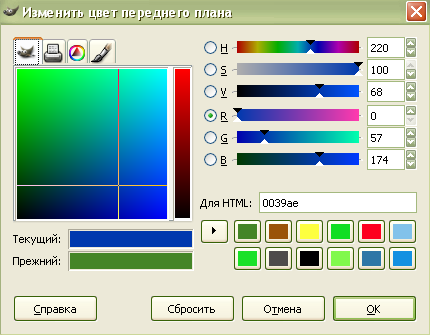 Изменить цвет переднего плана
H 220
S 100
V 68
R 0
G 57
B 174
Для HTML: 0039ae
Текущий:
Прежний:
Справка Сбросить Отмена OK